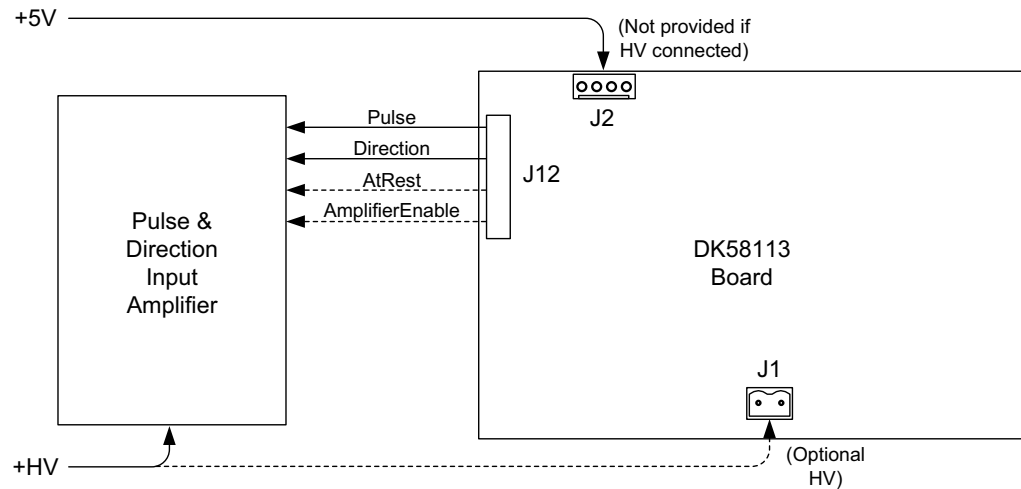 +5V
(Not provided if
HV connected)
J2
Pulse
Direction
AtRest
AmplifierEnable
J12
Pulse &
Direction
Input
Amplifier
DK58113
Board
J1
+HV
(Optional
HV)